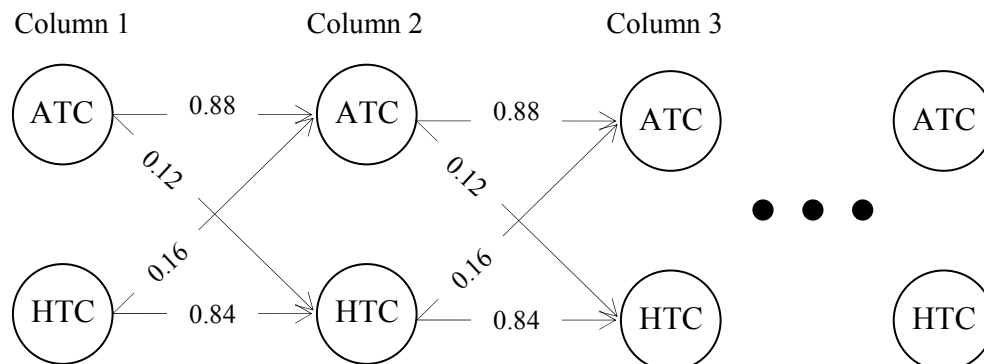 Column 1 Column 2 Column 3
ATC 0.88 ATC 0.88 ATC ATC
0.12 0.12
0.16 0.16
HTC 0.84 HTC 0.84 HTC HTC